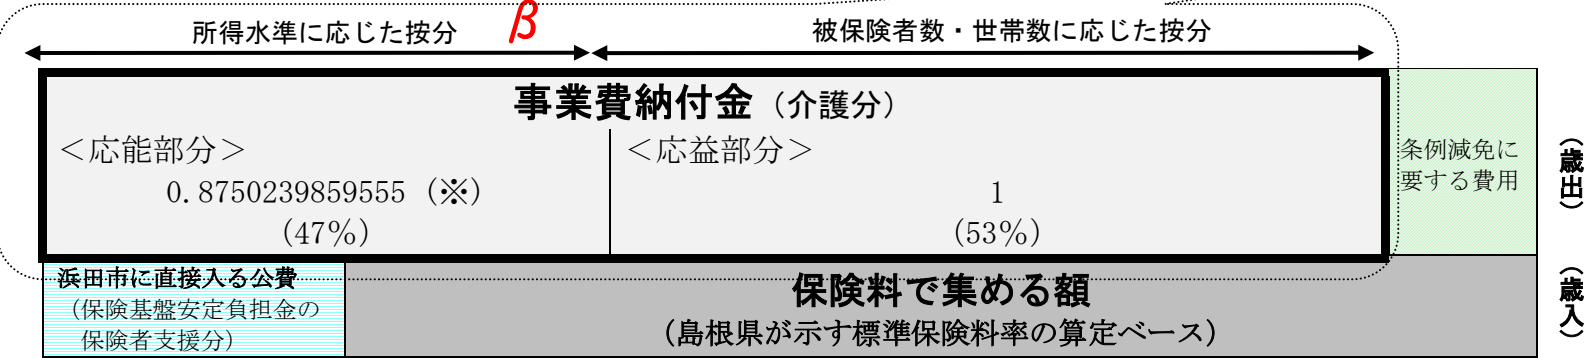 所得水準に応じた按分
β
被保険者数・世帯数に応じた按分
事業費納付金（介護分）
＜応能部分＞
0.8750239859555（※）
(47％)
＜応益部分＞
1
(53％)
条例減免に
要する費用
（歳出）
浜田市に直接入る公費
（保険基盤安定負担金の
保険者支援分）
保険料で集める額
（島根県が示す標準保険料率の算定ベース）
（歳入）